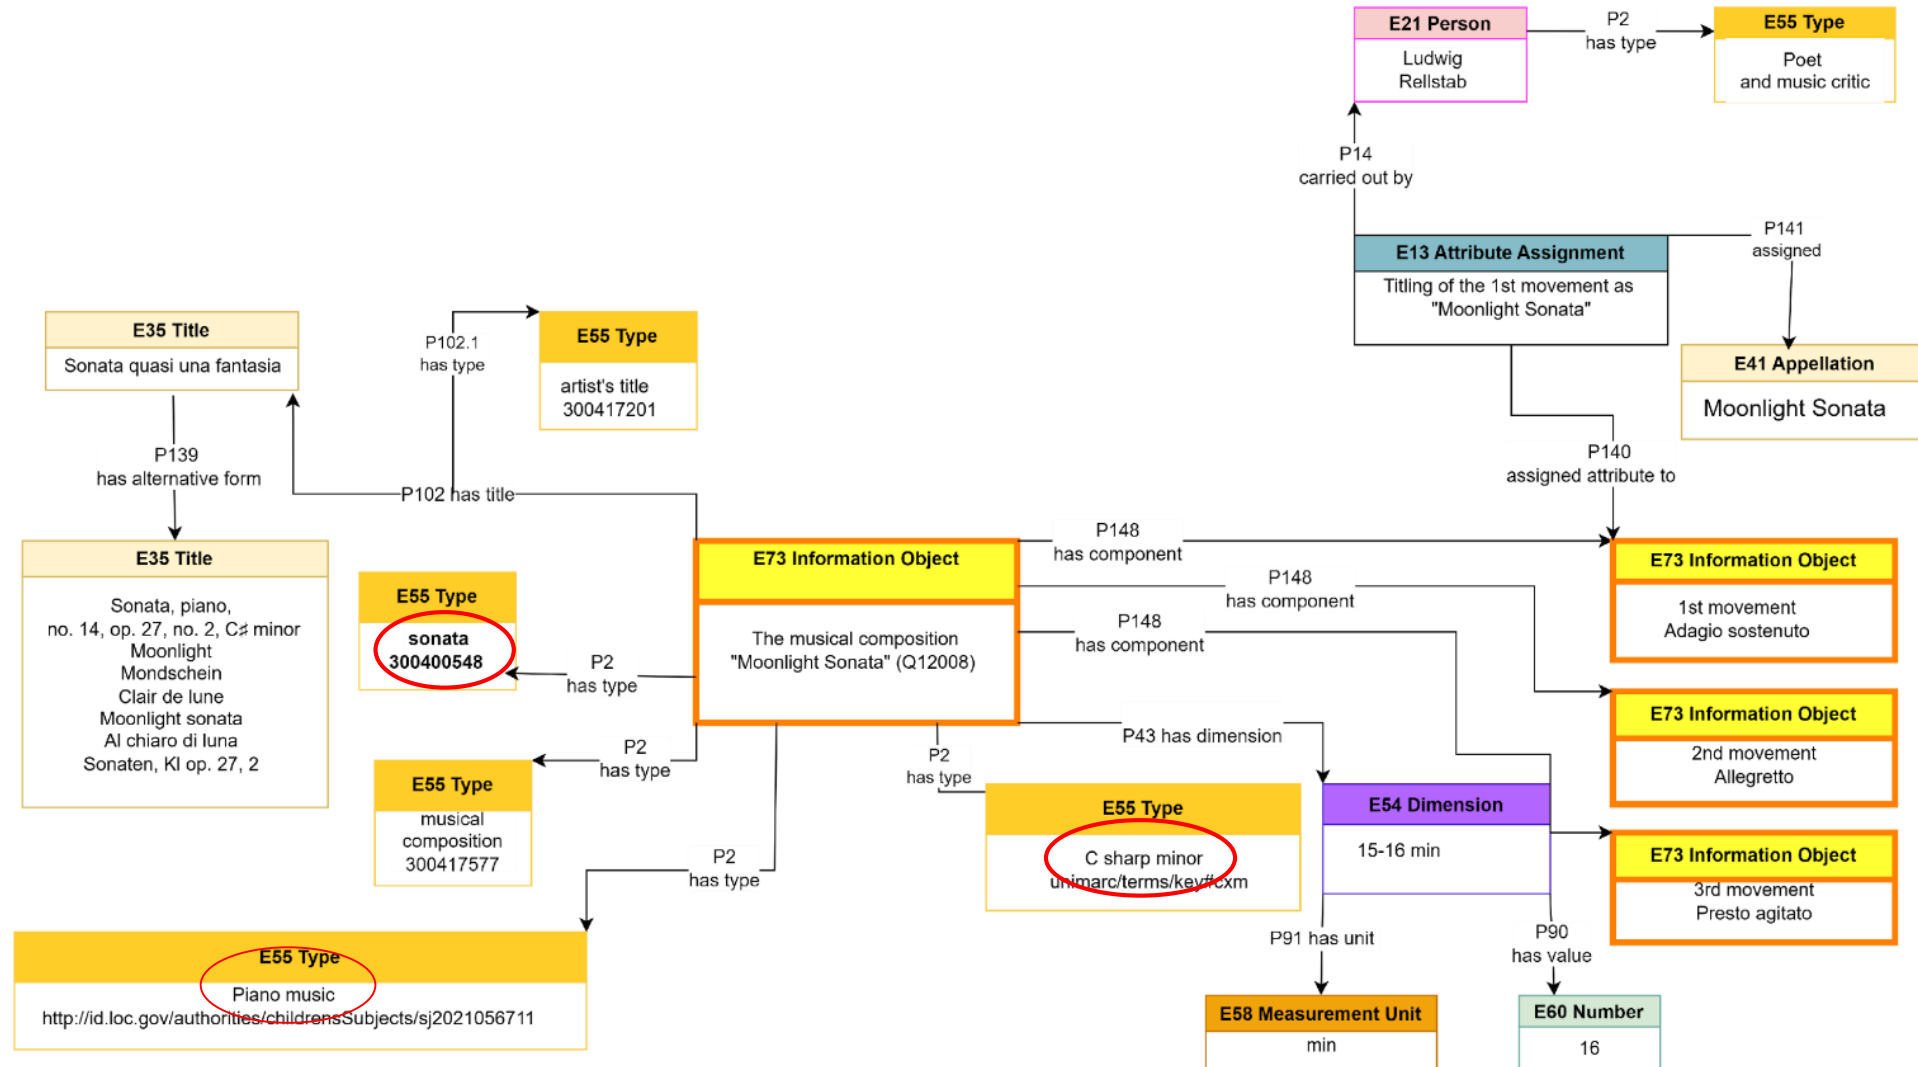 E21 Person
Ludwig
Rellstab
P2
has type
E55 Type
Poet
and music critic
P14
carried out by
E13 Attribute Assignment
Titling of the 1st movement as
"Moonlight Sonata"
P141
assigned
E41 Appellation
Moonlight Sonata
P140
assigned attribute to
E35 Title
Sonata quasi una fantasia
P102.1
has type
E55 Type
artist's title
300417201
P139
has alternative form
P102 has title
E35 Title
Sonata, piano,
no. 14, op. 27, no. 2, C♯ minor
Moonlight
Mondschein
Clair de lune
Moonlight sonata
Al chiaro di luna
Sonaten, Kl op. 27, 2
E55 Type
sonata
300400548
P2
has type
E73 Information Object
The musical composition
"Moonlight Sonata" (Q12008)
P148
has component
P148
has component
P148
has component
E73 Information Object
1st movement
Adagio sostenuto
E73 Information Object
2nd movement
Allegretto
E73 Information Object
3rd movement
Presto agitato
P2
has type
E55 Type
musical
composition
300417577
P2
has type
E55 Type
Piano music
http://id.loc.gov/authorities/childrensSubjects/sj2021056711
P2
has type
E55 Type
C sharp minor
unimarc/terms/key#cxm
P43 has dimension
E54 Dimension
15-16 min
P91 has unit
P90
has value
E58 Measurement Unit
min
E60 Number
16